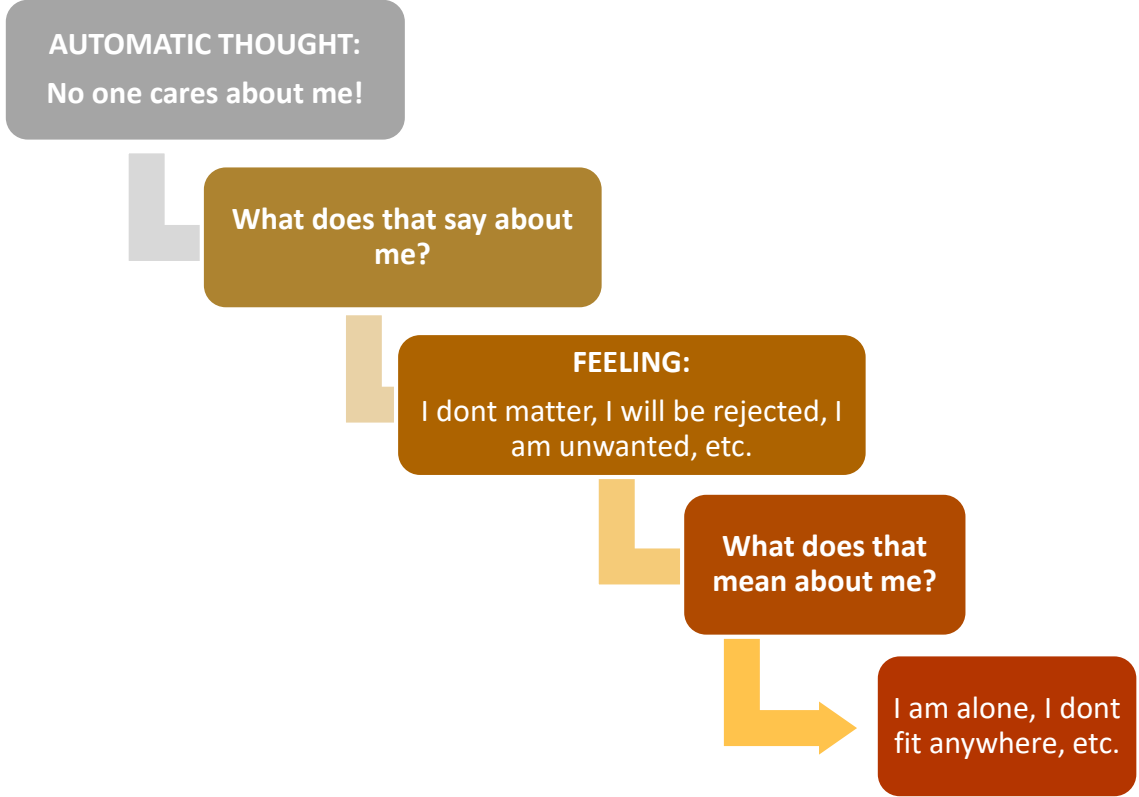 AUTOMATIC THOUGHT:
No one cares about me!
What does that say about
me?
FEELING:
I dont matter, I will be rejected, I
am unwanted, etc.
What does that
mean about me?
I am alone, I dont
fit anywhere, etc.